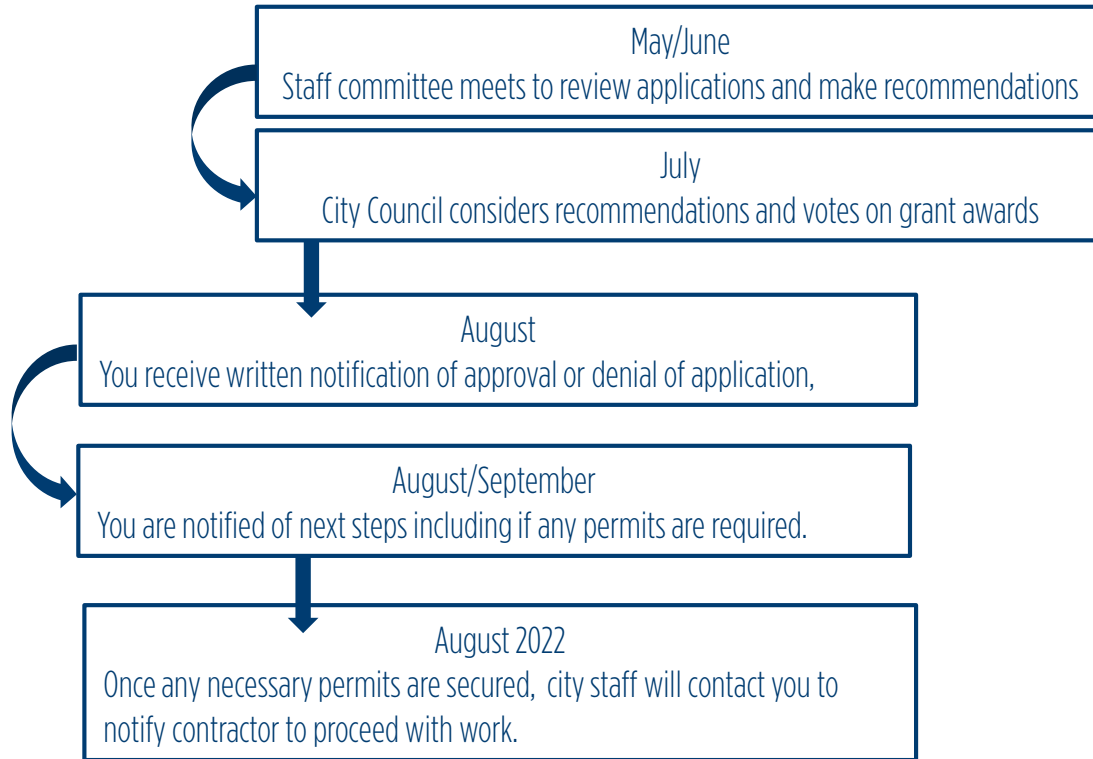 May/June
Staff committee meets to review applications and make recommendations
July
City Council considers recommendations and votes on grant awards
August
You receive written notification of approval or denial of application,
August/September
You are notified of next steps including if any permits are required.
August 2022
Once any necessary permits are secured,  city staff will contact you to
notify contractor to proceed with work.